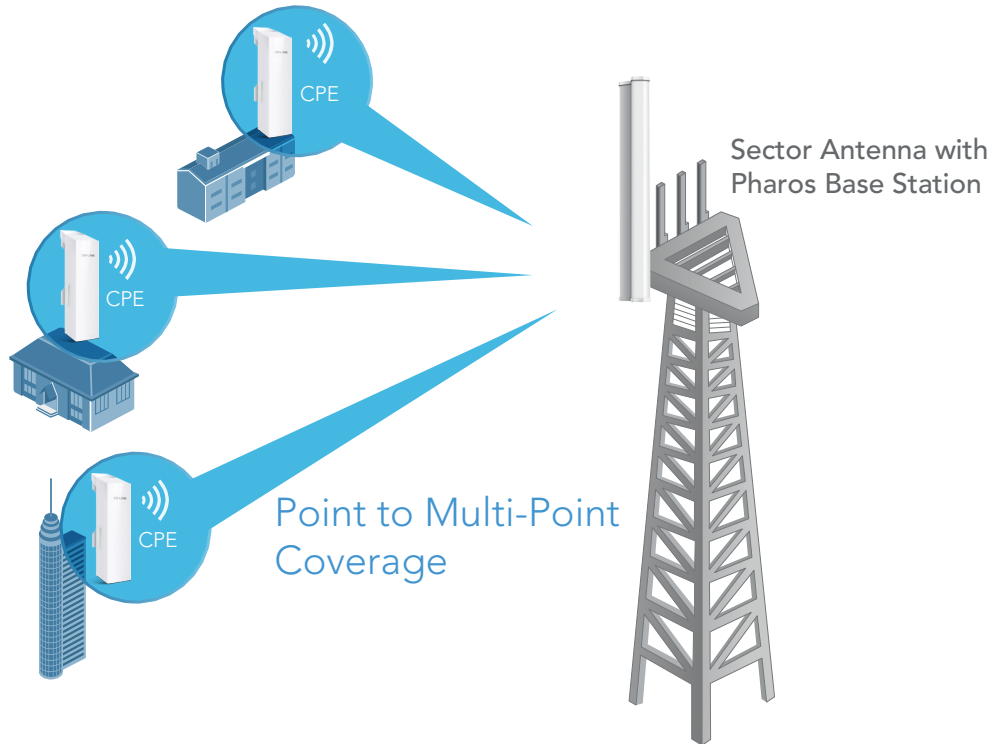 CPE
Sector Antenna with
Pharos Base Station
CPE
CPE
Point to Multi-Point
Coverage